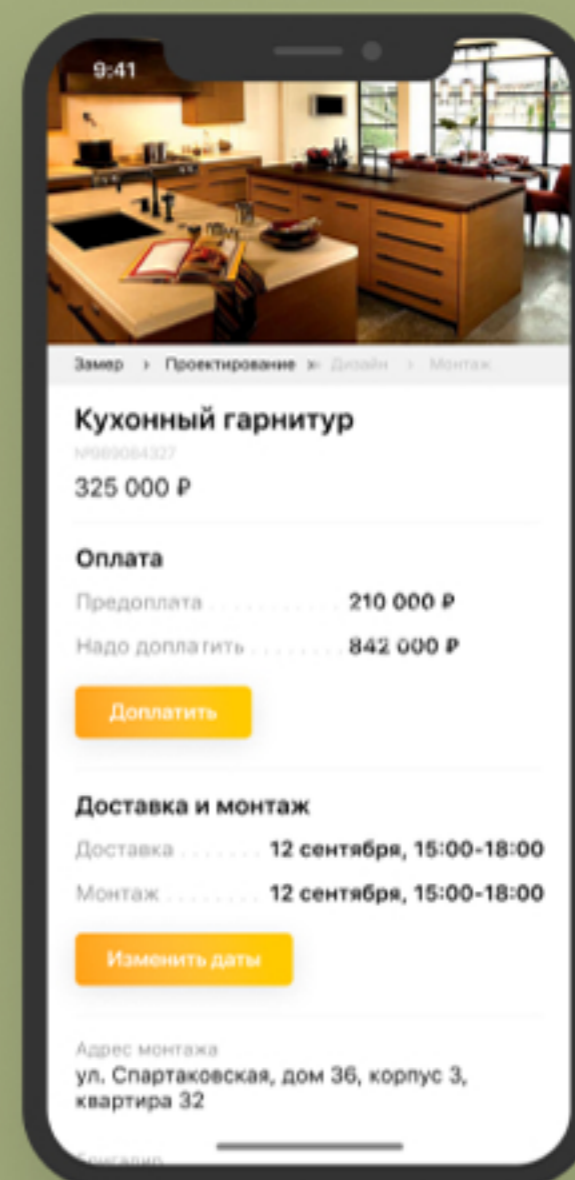 9:41
Замер › Проектирование › Дизайн › Монтаж
Кухонный гарнитур
№989084327
325 000 ₽
Оплата
Предоплата . . . . . . . . . . . 210 000 ₽
Надо доплатить . . . . . . . . 842 000 ₽
Доплатить
Доставка и монтаж
Доставка . . . . . . . 12 сентября, 15:00-18:00
Монтаж . . . . . . . . 12 сентября, 15:00-18:00
Изменить даты
Адрес монтажа
ул. Спартаковская, дом 36, корпус 3,
квартира 32
Бригадир